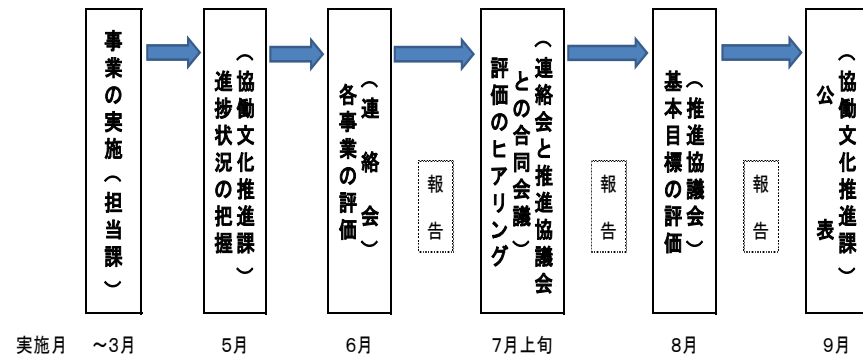 事業の実施（担当課）
（協働文化推進課）
進捗状況の把握
（連絡会）
各事業の評価
報告
（連絡会と推進協議会
との合同会議）
評価のヒアリング
報告
（推進協議会）
基本目標の評価
報告
（協働文化推進課）
公表
実施月 ～3月 5月 6月 7月上旬 8月 9月